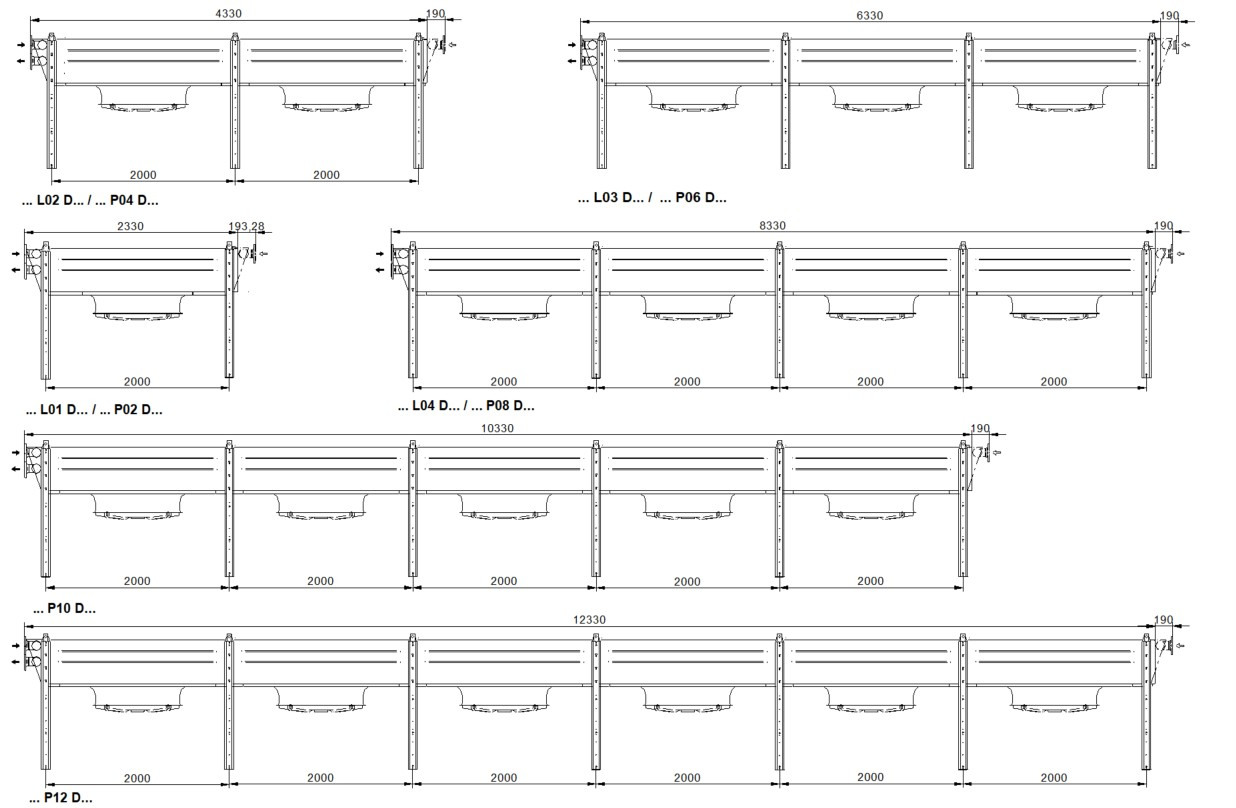 4330 190
2000 2000
... L02 D... / ... P04 D...
6330 190
... L03 D... / ... P06 D...
2330 193,28
2000
... L01 D... / ... P02 D...
8330 190
2000 2000 2000 2000
... L04 D... / ... P08 D...
10330 190
2000 2000 2000 2000 2000
... P10 D...
12330 190
2000 2000 2000 2000 2000 2000
... P12 D...